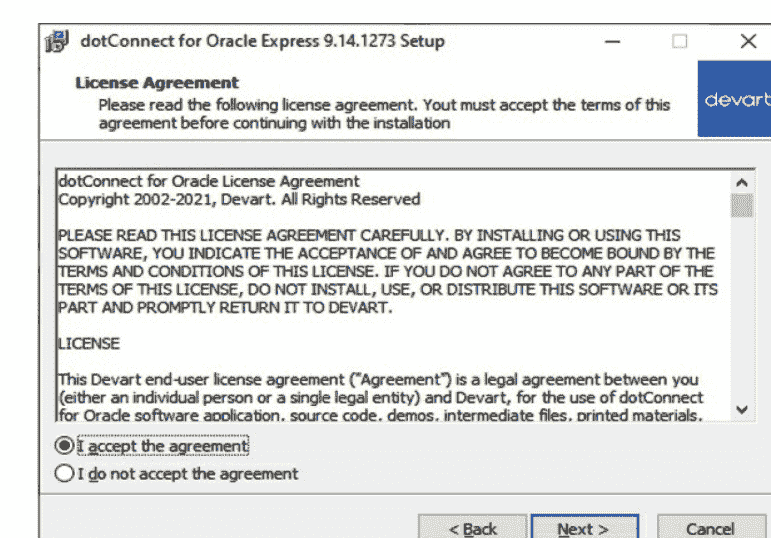 dotConnect for Oracle Express 9.14.1273 Setup
License Agreement
Please read the following license agreement. Yout must accept the terms of this
agreement before continuing with the installation
devart
dotConnect for Oracle License Agreement
Copyright 2002-2021, Devart. All Rights Reserved
PLEASE READ THIS LICENSE AGREEMENT CAREFULLY. BY INSTALLING OR USING THIS
SOFTWARE, YOU INDICATE THE ACCEPTANCE OF AND AGREE TO BECOME BOUND BY THE
TERMS AND CONDITIONS OF THIS LICENSE. IF YOU DO NOT AGREE TO ANY PART OF THE
TERMS OF THIS LICENSE, DO NOT INSTALL, USE, OR DISTRIBUTE THIS SOFTWARE OR ITS
PART AND PROMPTLY RETURN IT TO DEVART.
LICENSE
This Devart end-user license agreement ("Agreement") is a legal agreement between you
(either an individual person or a single legal entity) and Devart, for the use of dotConnect
for Oracle software application, source code, demos, intermediate files, printed materials,
I accept the agreement
I do not accept the agreement
< Back
Next >
Cancel